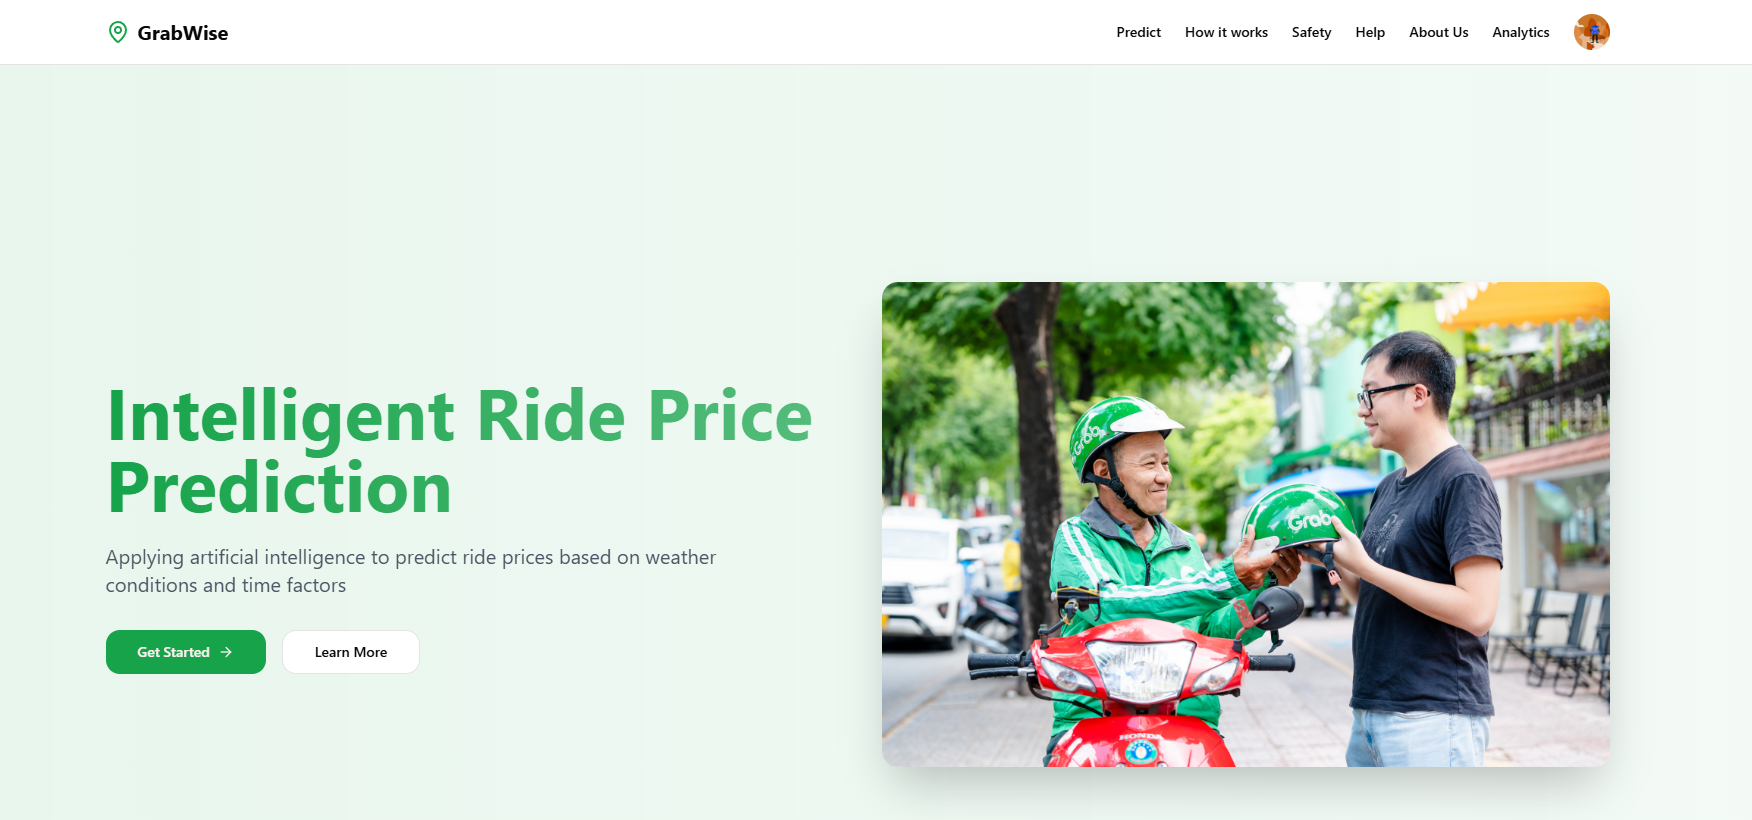 GrabWise
Predict
How it works
Safety
Help
About Us
Analytics
Intelligent Ride Price
Prediction
Applying artificial intelligence to predict ride prices based on weather
conditions and time factors
Get Started
Learn More
Grab
Grab
HONDA